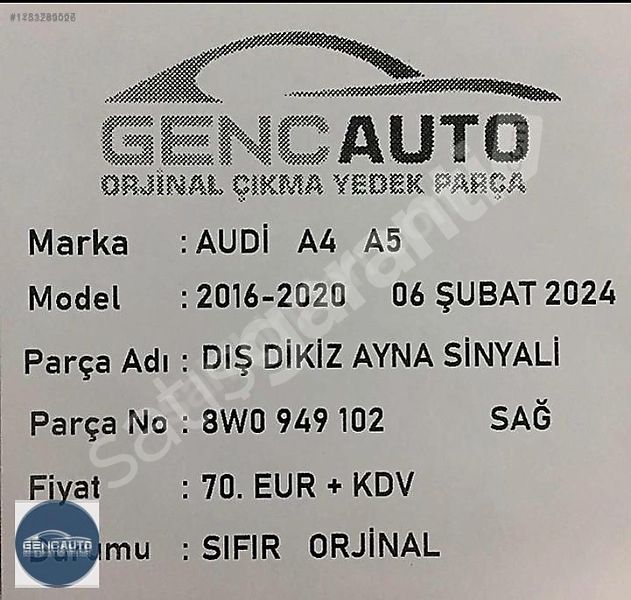 #1253289026
GENCAUTO
ORJİNAL ÇIKMA YEDEK PARÇA
Marka : AUDİ A4 A5
Model : 2016-2020 06 ŞUBAT 2024
Parça Adı : DIŞ DİKİZ AYNA SİNYALİ
Parça No : 8W0 949 102 SAĞ
Fiyat : 70. EUR + KDV
Durumu : SIFIR ORJİNAL
GENCAUTO